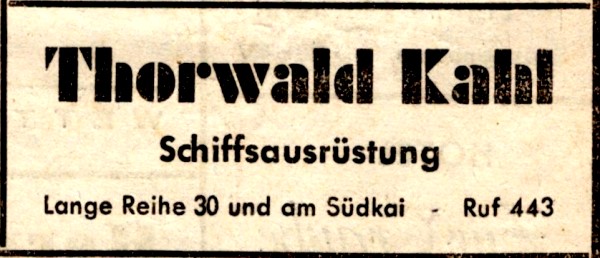 Thorwald Kahl
Schiffsausrüstung
Lange Reihe 30 und am Südkai - Ruf 443